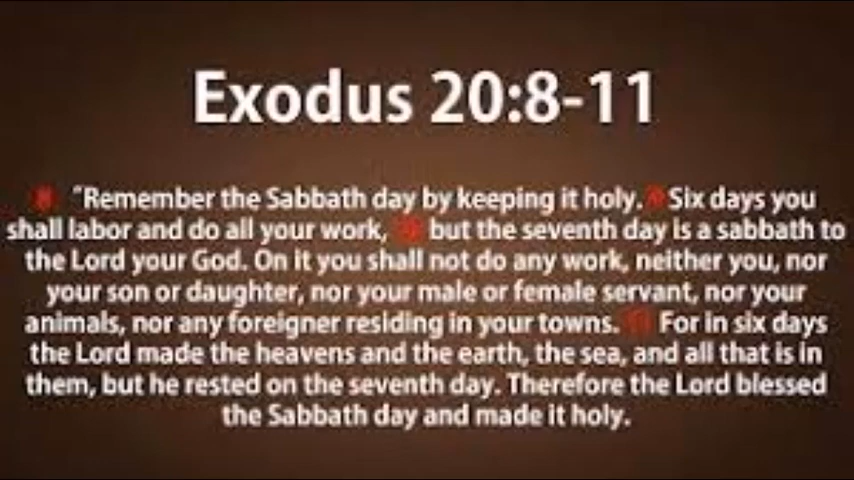 Exodus 20:8-11
8 "Remember the Sabbath day by keeping it holy. 9 Six days you
shall labor and do all your work, 10 but the seventh day is a sabbath to
the Lord your God. On it you shall not do any work, neither you, nor
your son or daughter, nor your male or female servant, nor your
animals, nor any foreigner residing in your towns. 11 For in six days
the Lord made the heavens and the earth, the sea, and all that is in
them, but he rested on the seventh day. Therefore the Lord blessed
the Sabbath day and made it holy.